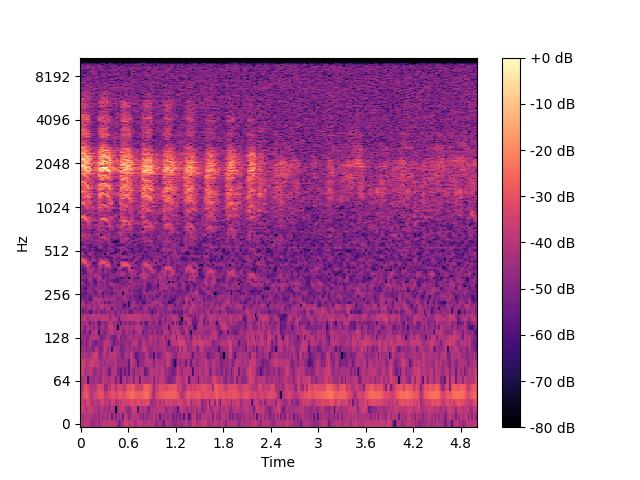 8192
4096
2048
1024
512
256
128
64
0
Hz
0 0.6 1.2 1.8 2.4 3 3.6 4.2 4.8
Time
+0 dB
-10 dB
-20 dB
-30 dB
-40 dB
-50 dB
-60 dB
-70 dB
-80 dB